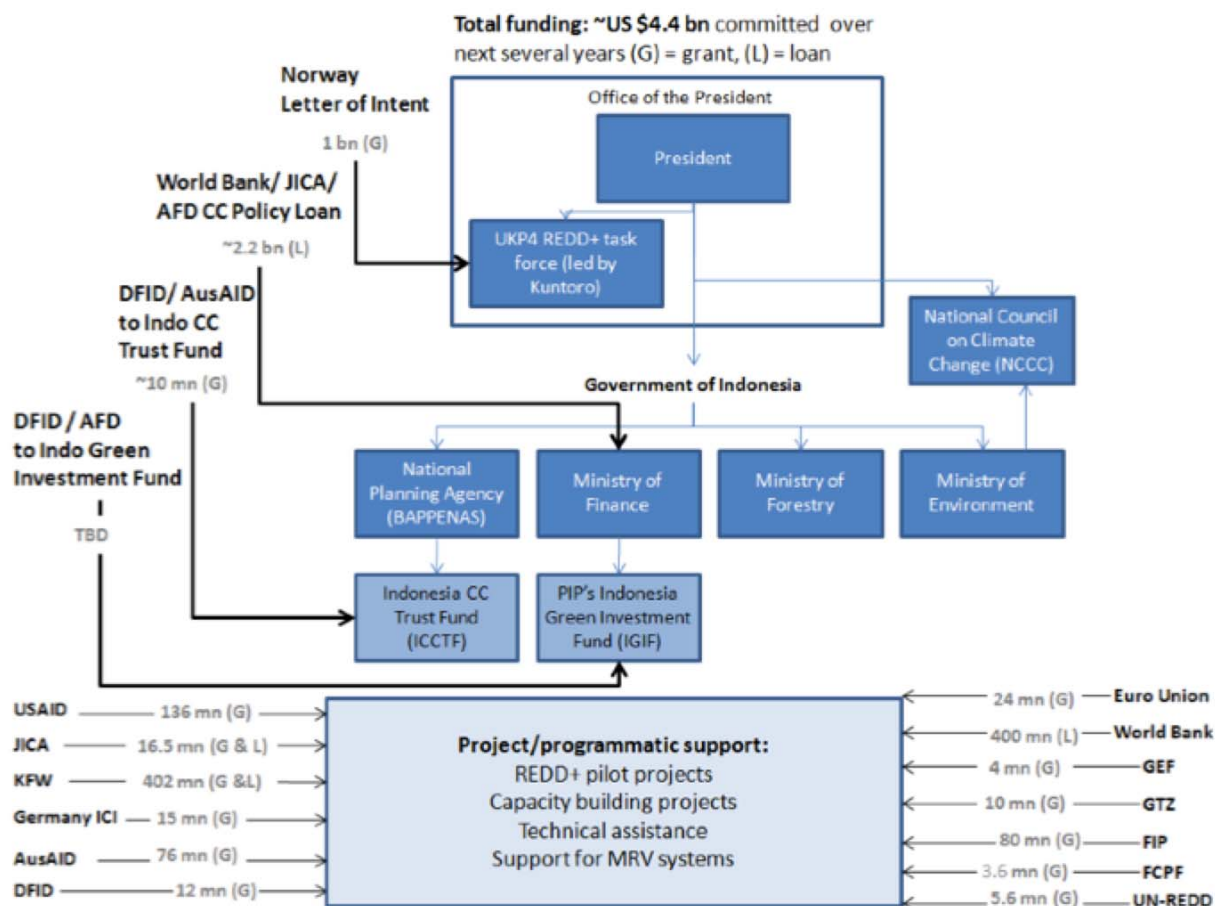 Total funding: ~US $4.4 bn committed over
next several years (G) = grant, (L) = loan
Norway
Letter of Intent
1 bn (G)
Office of the President
President
World Bank/ JICA/
AFD CC Policy Loan
~2.2 bn (L)
UKP4 REDD+ task
force (led by
Kuntoro)
DFID/ AusAID
to Indo CC
Trust Fund
~10 mn (G)
National Council
on Climate
Change (NCCC)
Government of Indonesia
DFID / AFD
to Indo Green
Investment Fund
TBD
National
Planning Agency
(BAPPENAS)
Ministry of
Finance
Ministry of
Forestry
Ministry of
Environment
Indonesia CC
Trust Fund
(ICCTF)
PIP's Indonesia
Green Investment
Fund (IGIF)
USAID 136 mn (G)
JICA 16.5 mn (G & L)
KFW 402 mn (G &L)
Germany ICI 15 mn (G)
AusAID 76 mn (G)
DFID 12 mn (G)
Project/programmatic support:
REDD+ pilot projects
Capacity building projects
Technical assistance
Support for MRV systems
24 mn (G) Euro Union
400 mn (L) World Bank
4 mn (G) GEF
10 mn (G) GTZ
80 mn (G) FIP
3.6 mn (G) FCPF
5.6 mn (G) UN-REDD